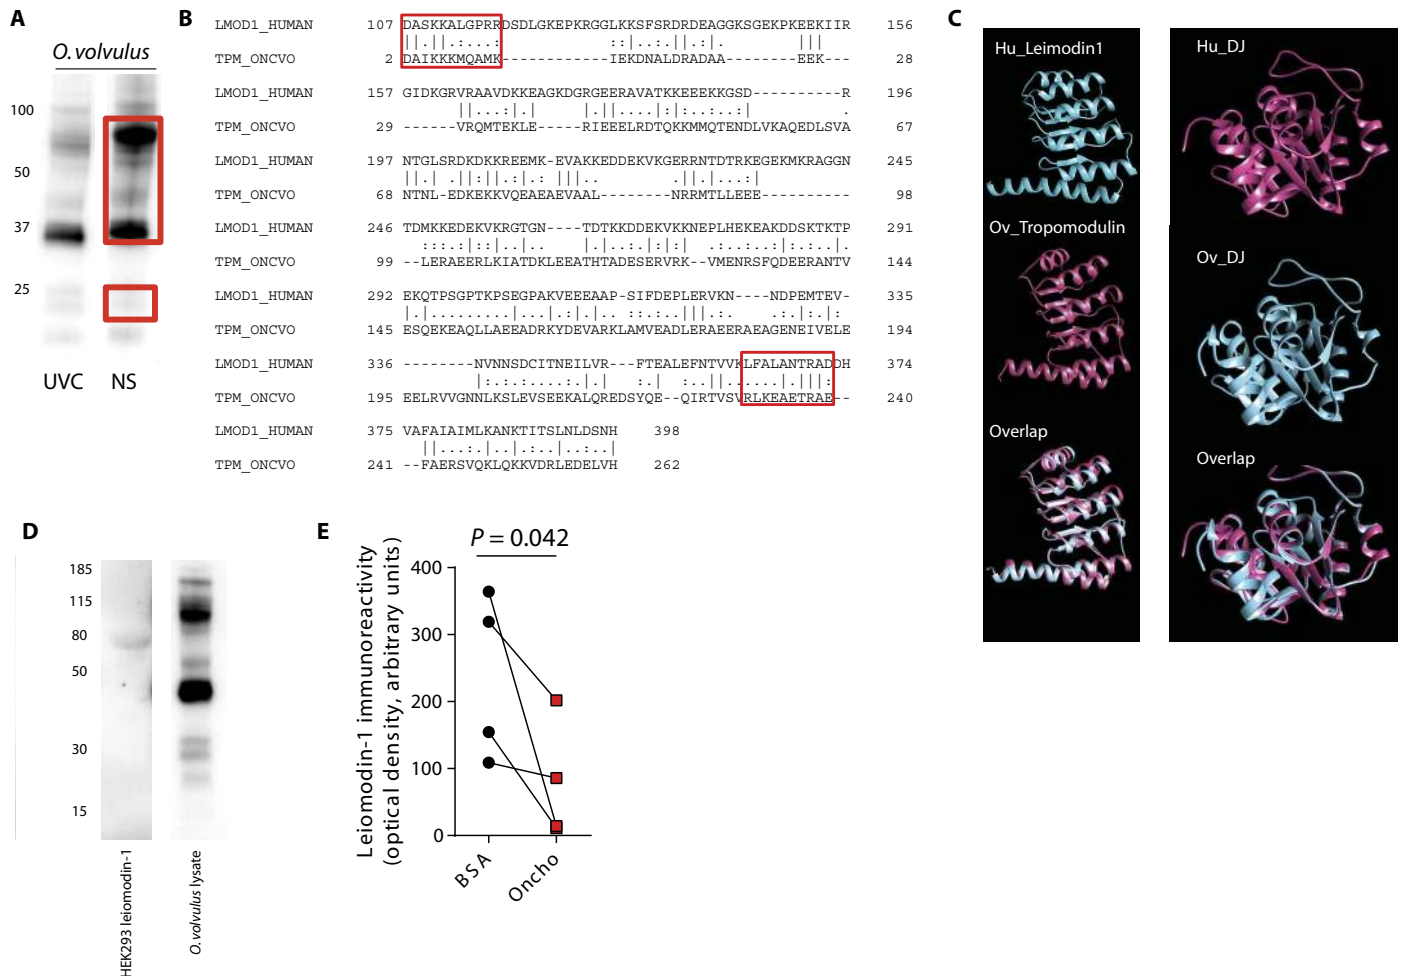 A
O. volvulus
100
50
37
25
UVC NS
B
LMOD1_HUMAN 107 DASKKALGPRRDSDLGKEPKRGGLKKSFSRDRDEAGGKSGEKPKEEKIIR 156
||.||.:....: ::|..|:||.|. |||
TPM_ONCVO 2 DAIKKKMQAMK-----------IEKDNALDRADAA-------EEK--- 28
LMOD1_HUMAN 157 GIDKGRVRAAVDKKEAGKDGRGEERAVATKKEEEKKGSD---------R 196
TPM_ONCVO 29 ------VRQMTEKLE------RIEEELRDTQKKMMQTENDLVKAQEDLSVA 67
LMOD1_HUMAN 197 NTGLSRDKDKKREEMK-EVAKKEDDEKVKGERRNTDTRKEGEKMKRAGGN 245
TPM_ONCVO 68 NTNL-EDKEKKVQEAEAEVAAL---------NRRMTLLEEE--------- 98
LMOD1_HUMAN 246 TDMKKEDEKVKRGTGN----TDTKKDDEKVKKNEPLHEKEAKDDSKTKTP 291
TPM_ONCVO 99 --LERAEERLKIATDKLEEATHTADESERVRK--VMENRSFQDEERANTV 144
LMOD1_HUMAN 292 EKQTPSGPTKPSEGPAKVEEEAAP-SIFDEPLERVKN----NDPEMTEV- 335
TPM_ONCVO 145 ESQEKEAQLLAEEADRKYDEVARKLAMVEADLERAEERAEAGENEIVELE 194
LMOD1_HUMAN 336 --------NVNNSDCITNEILVR---FTEALEFNTVVKLFALANTRADDH 374
TPM_ONCVO 195 EELRVVGNNLKSLEVSEEKALQREDSYQE--QIRTVSVRLKEAETRAE-- 240
LMOD1_HUMAN 375 VAFAIAIMLKANKTITSLNLDSNH 398
||..:.||..:.|:..|.:...|
TPM_ONCVO 241 --FAERSVQKLQKKVDRLEDELVH 262
C
Hu_Leimodin1
Ov_Tropomodulin
Overlap
Hu_DJ
Ov_DJ
Overlap
D
185
115
80
50
30
15
HEK293 leiomodin-1
O. volvulus lysate
E
P = 0.042
Leiomodin-1 immunoreactivity
(optical density, arbitrary units)
400
300
200
100
0
BSA
Oncho